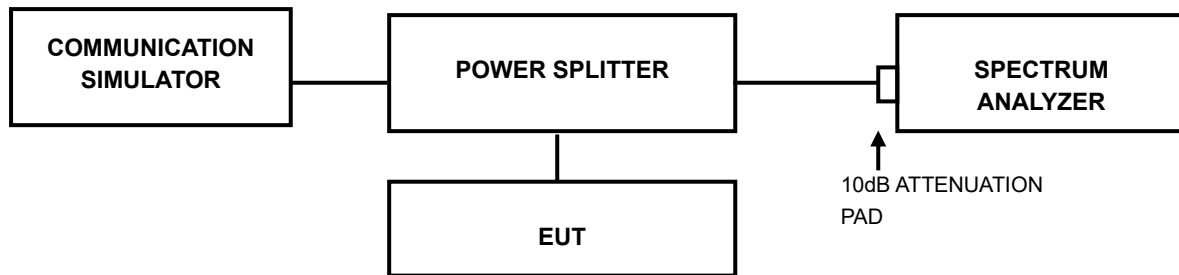 COMMUNICATION
SIMULATOR
POWER SPLITTER
SPECTRUM
ANALYZER
10dB ATTENUATION
PAD
EUT